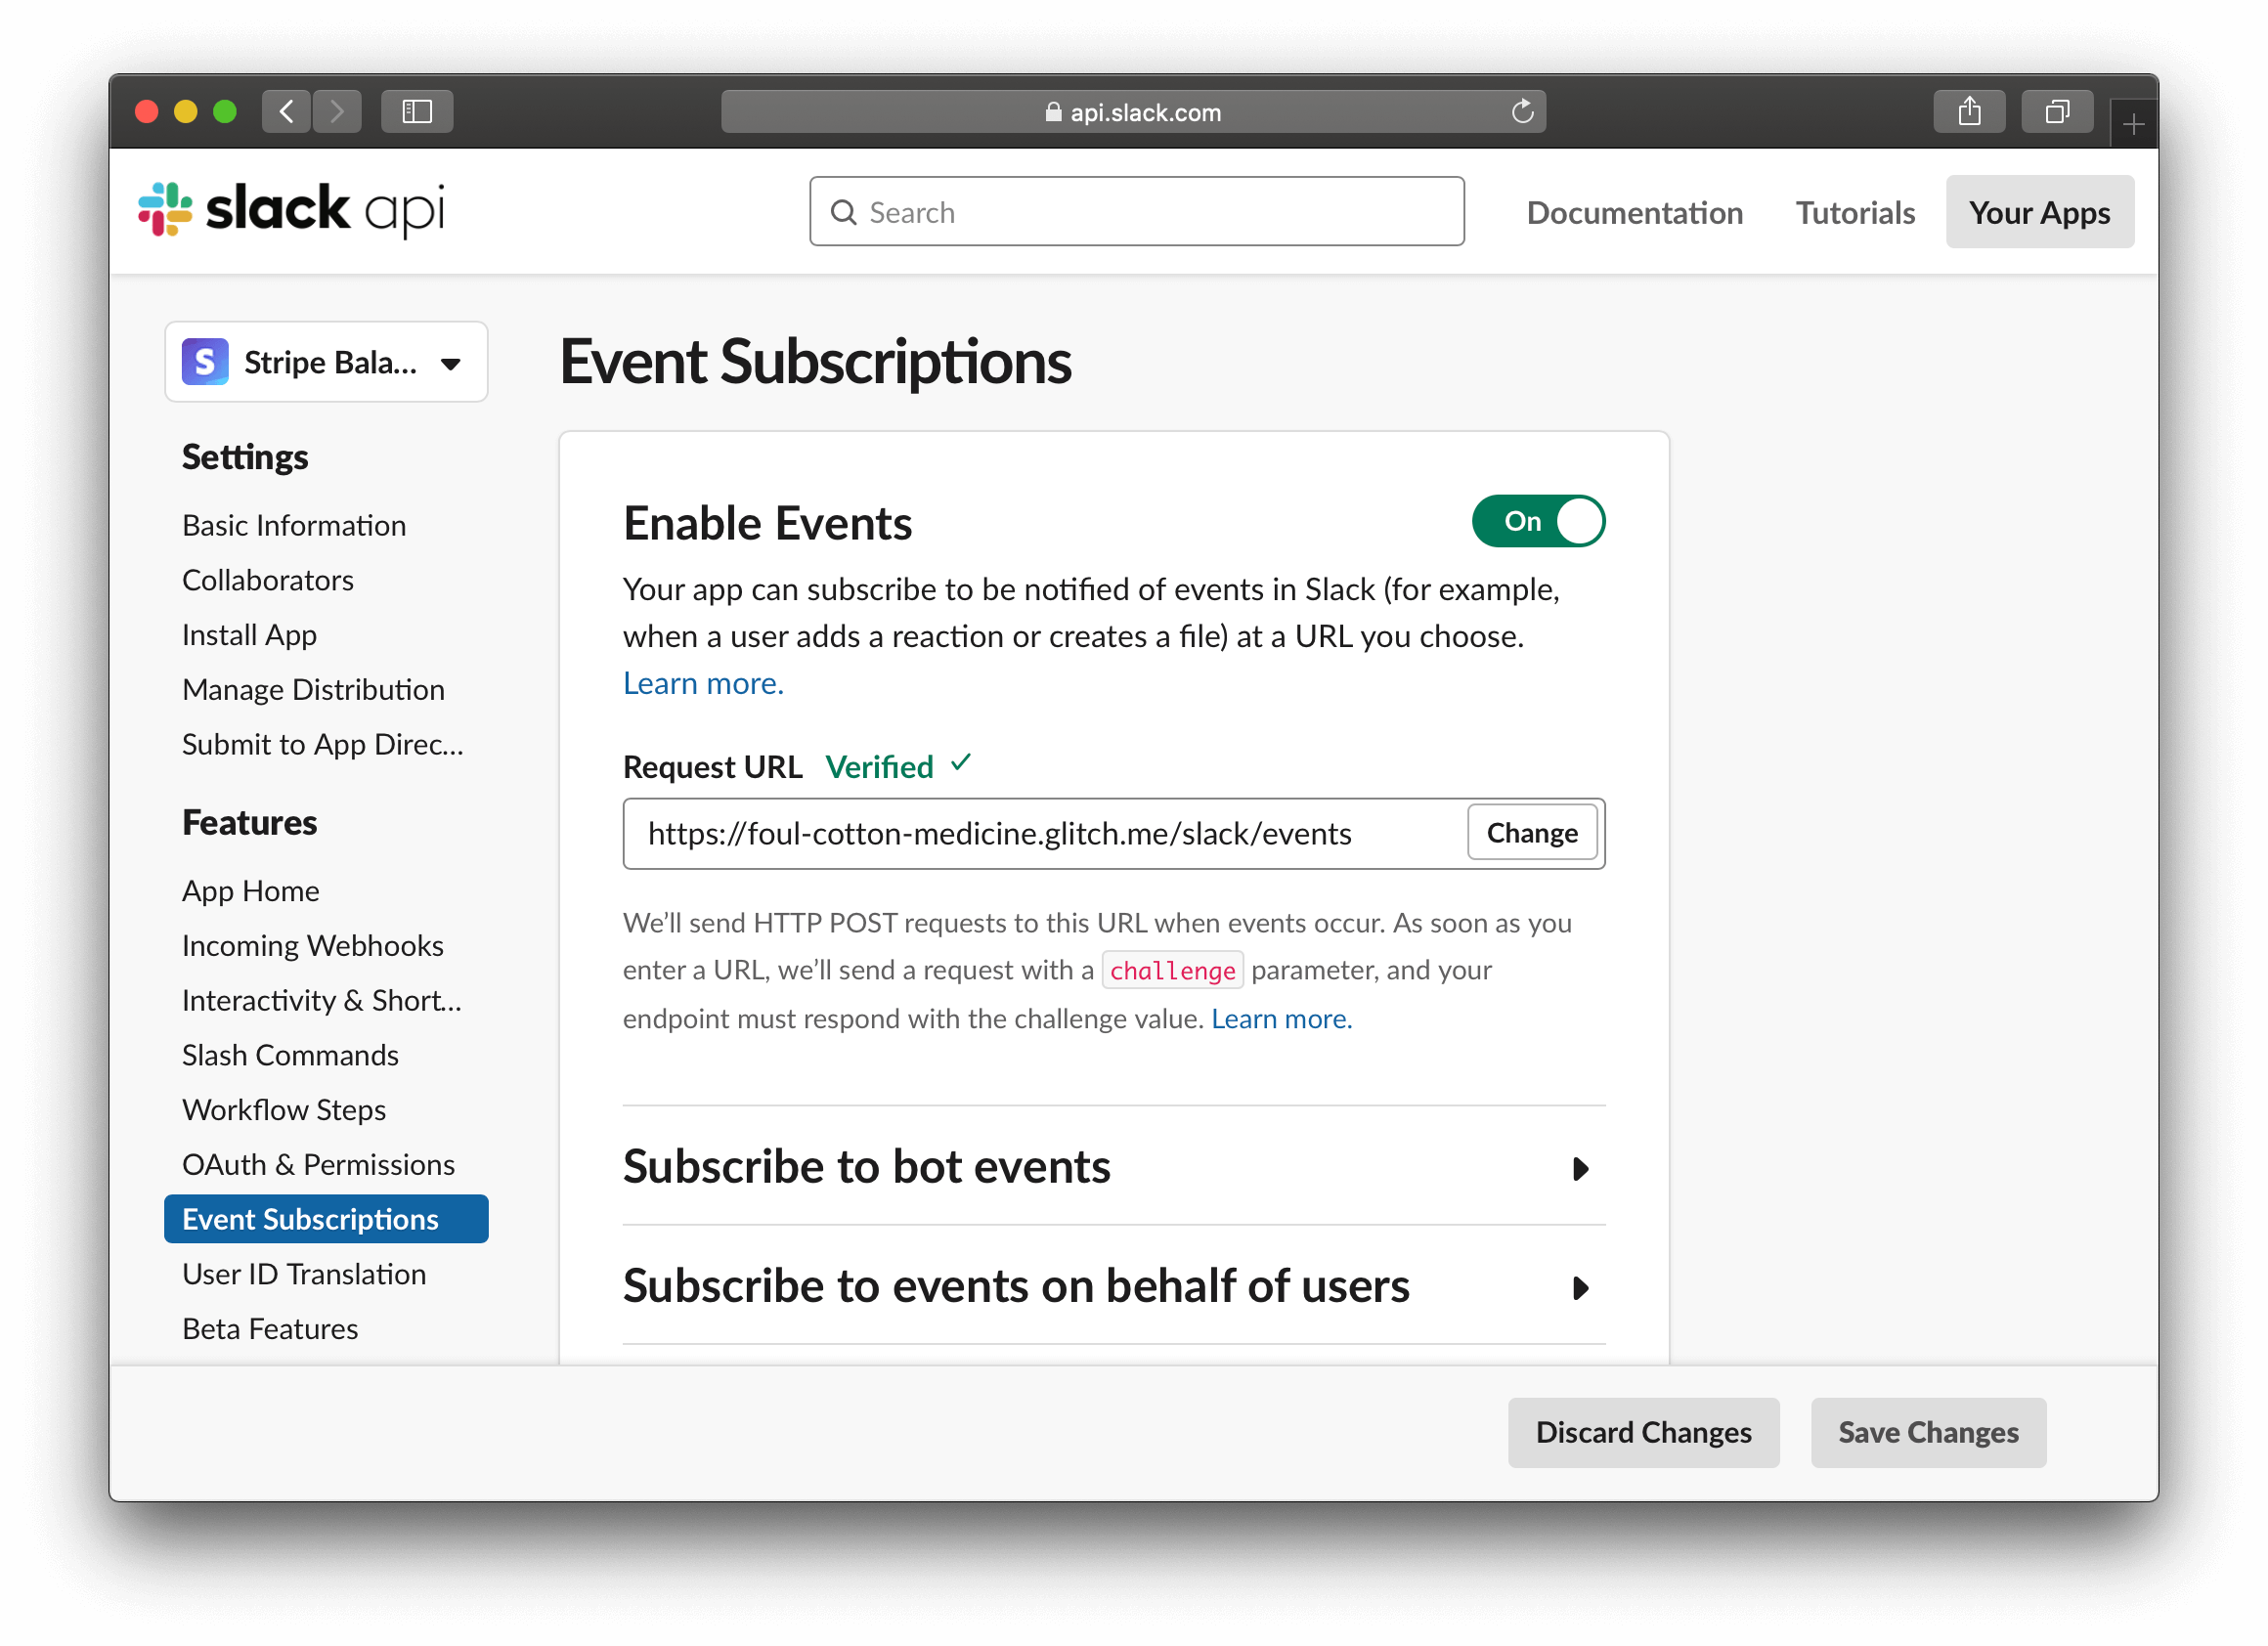 api.slack.com
slack api
Search
Documentation
Tutorials
Your Apps
S
Stripe Bala...
Settings
Basic Information
Collaborators
Install App
Manage Distribution
Submit to App Direc...
Features
App Home
Incoming Webhooks
Interactivity & Short...
Slash Commands
Workflow Steps
OAuth & Permissions
Event Subscriptions
User ID Translation
Beta Features
Event Subscriptions
Enable Events
On
Your app can subscribe to be notified of events in Slack (for example,
when a user adds a reaction or creates a file) at a URL you choose.
Learn more.
Request URL Verified ✓
https://foul-cotton-medicine.glitch.me/slack/events
Change
We’ll send HTTP POST requests to this URL when events occur. As soon as you
enter a URL, we’ll send a request with a challenge parameter, and your
endpoint must respond with the challenge value. Learn more.
Subscribe to bot events
Subscribe to events on behalf of users
Discard Changes
Save Changes